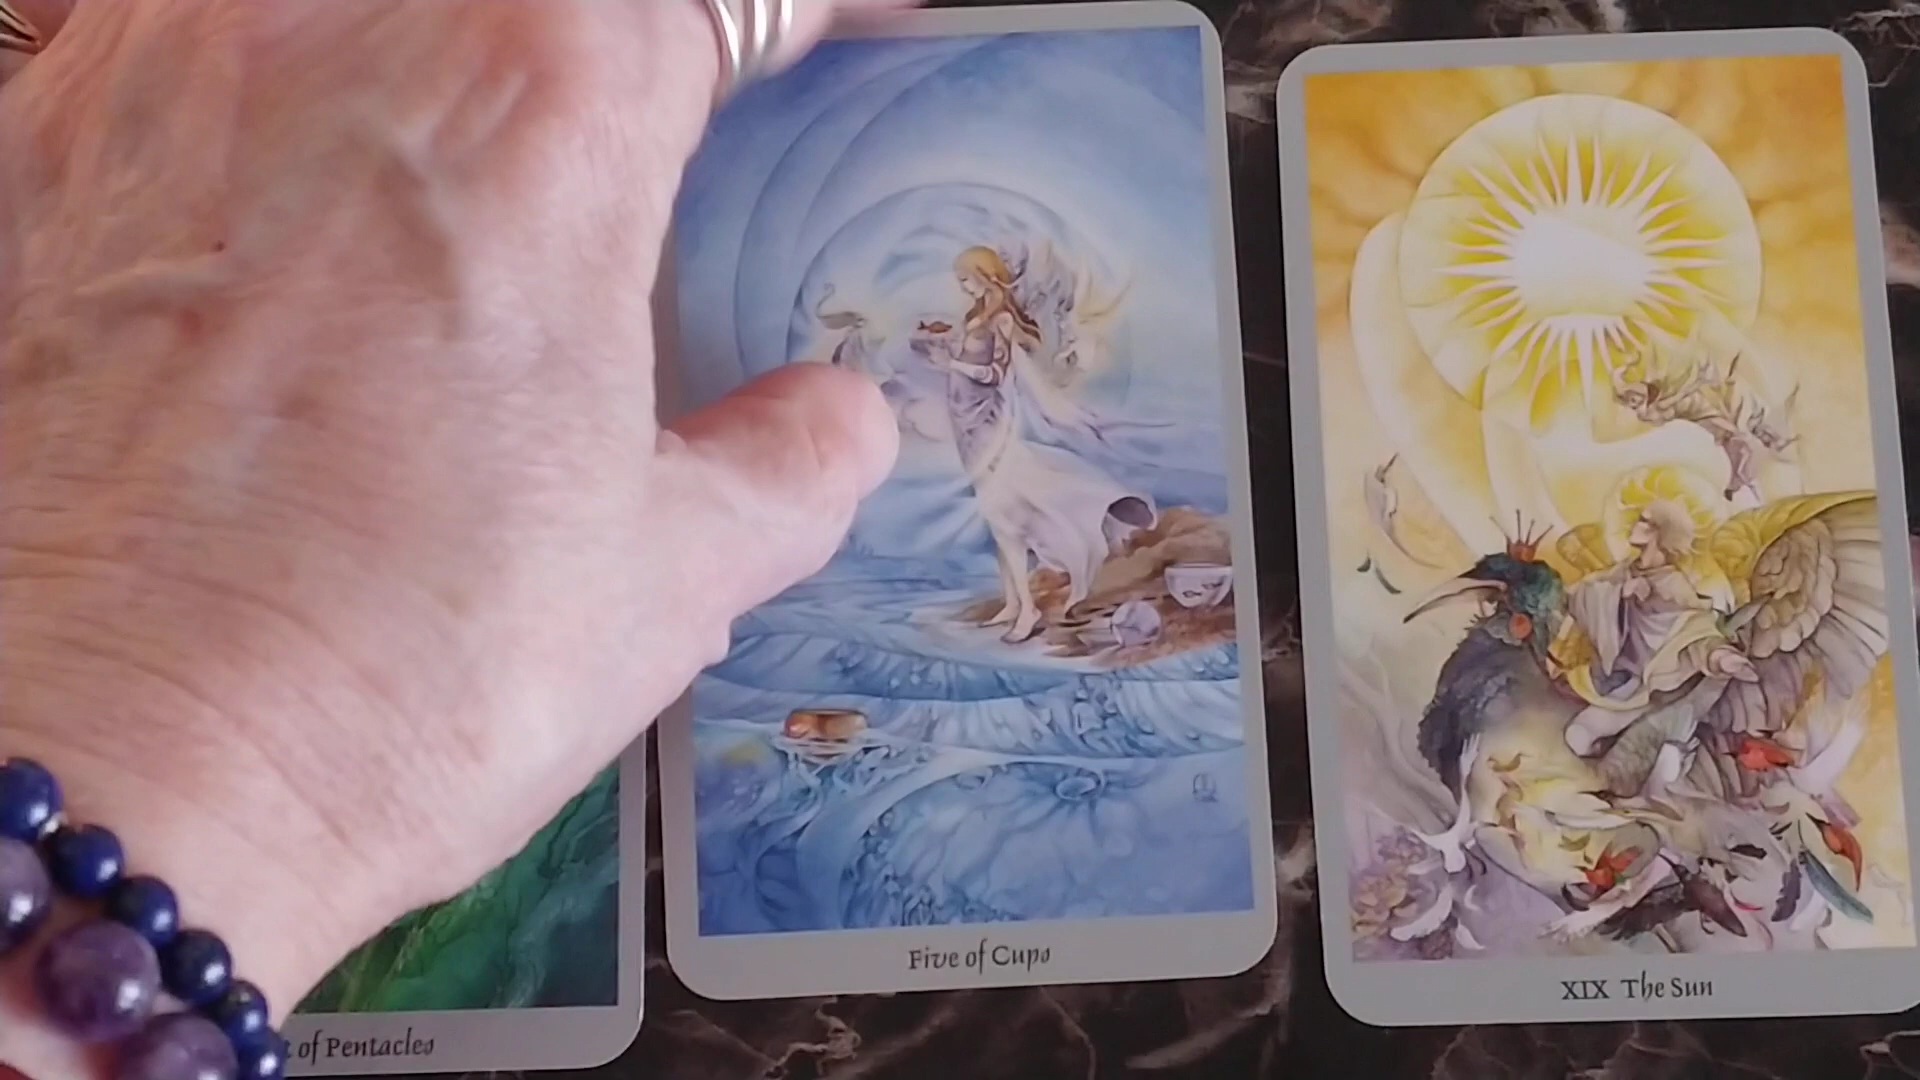 of Pentacles
Five of Cups
XIX The Sun